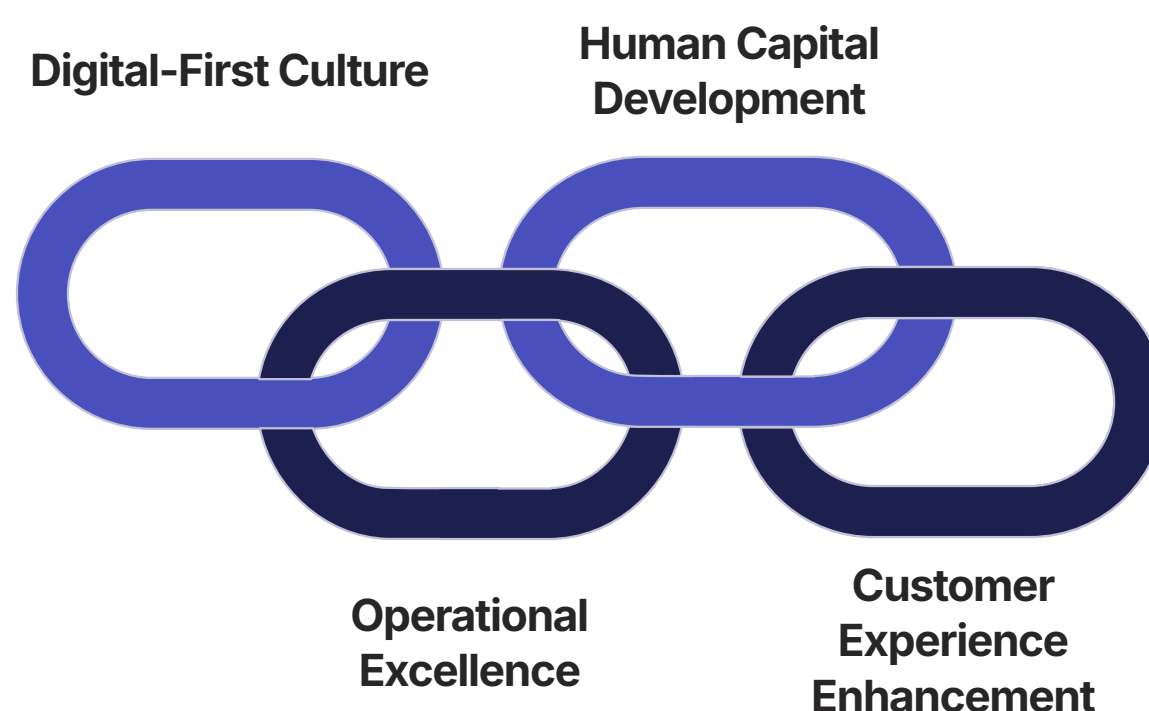 Digital-First Culture
Human Capital
Development
Operational
Excellence
Customer
Experience
Enhancement